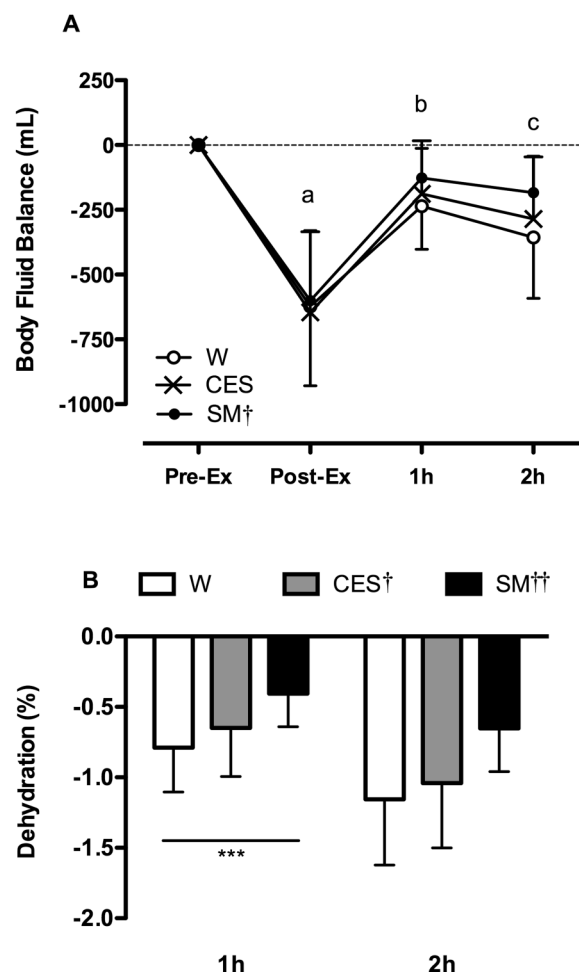 A
Body Fluid Balance (mL)
250
0
-250
-500
-750
-1000
a
b
c
W
CES
SM†
Pre-Ex Post-Ex 1h 2h
B
W CES† SM††
Dehydration (%)
0.0
-0.5
-1.0
-1.5
-2.0
***
1h 2h